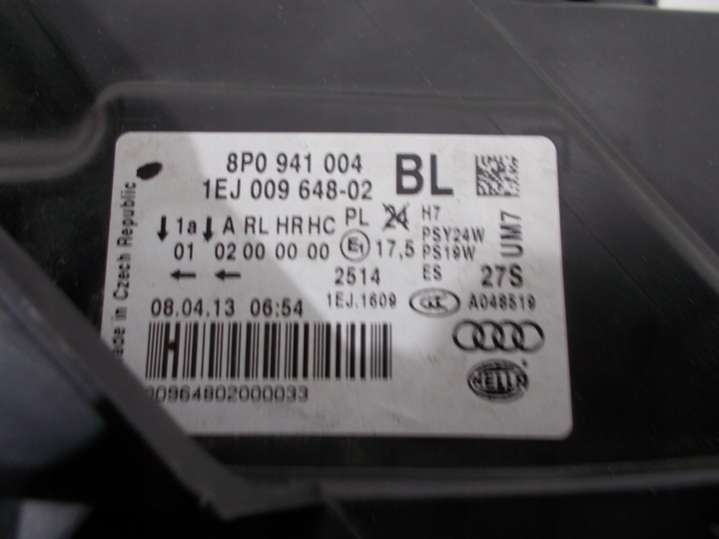 8P0 941 004 BL
1EJ 009 648-02
1a A RL HR HC PL H7
PSY24W
01 02 00 00 00 E1 17,5 PS19W
2514 ES 27S
UM7
08.04.13 06:54 1EJ.1609 CCC A048519
00964802000033
HELLA
ade in Czech Republic